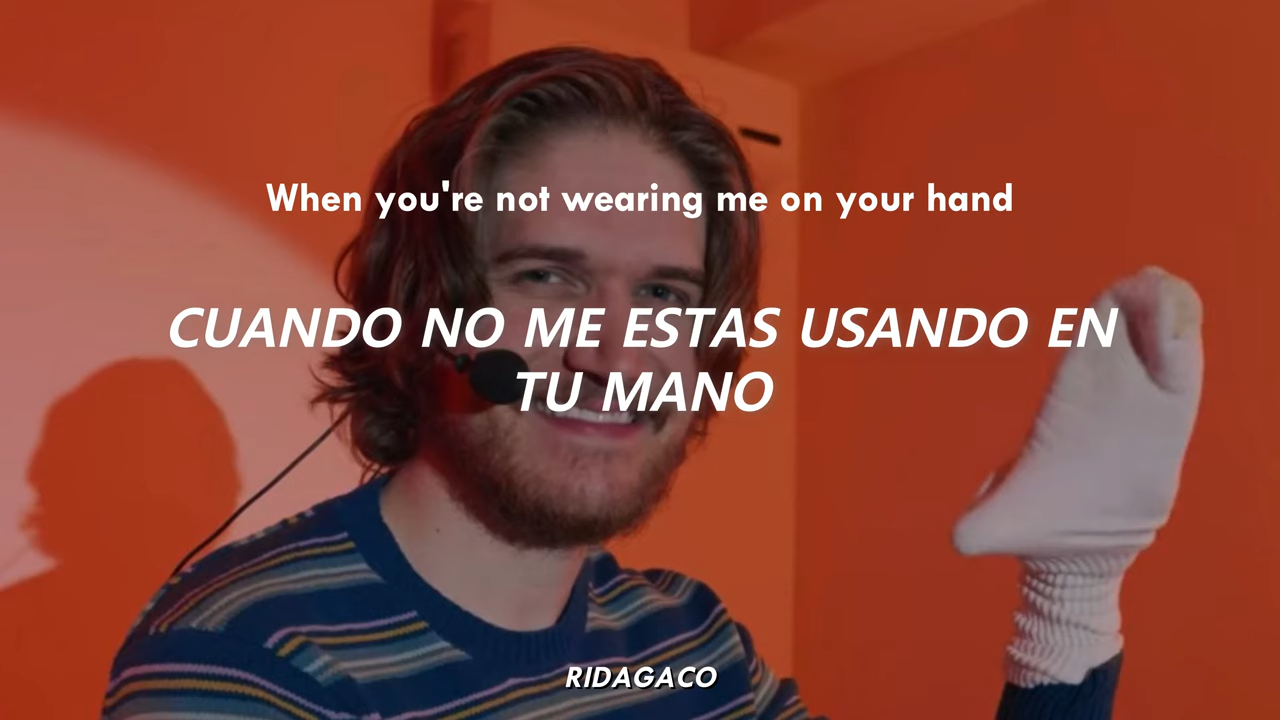 When you're not wearing me on your hand
CUANDO NO ME ESTAS USANDO EN
TU MANO
RIDAGACO